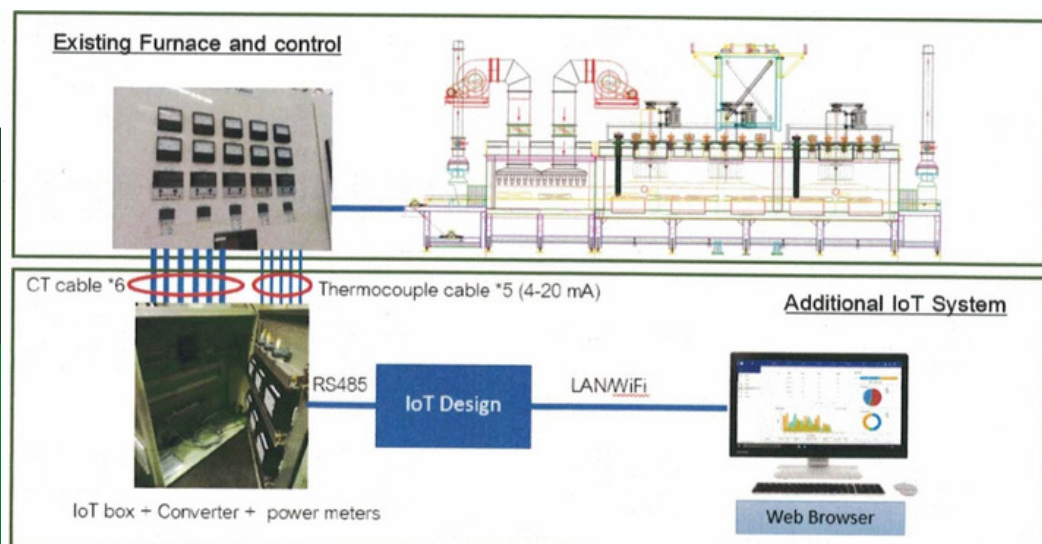 Existing Furnace and control
CT cable *6
Thermocouple cable *5 (4-20 mA)
Additional IoT System
RS485
IoT Design
LAN/WiFi
IoT box + Converter + power meters
Web Browser